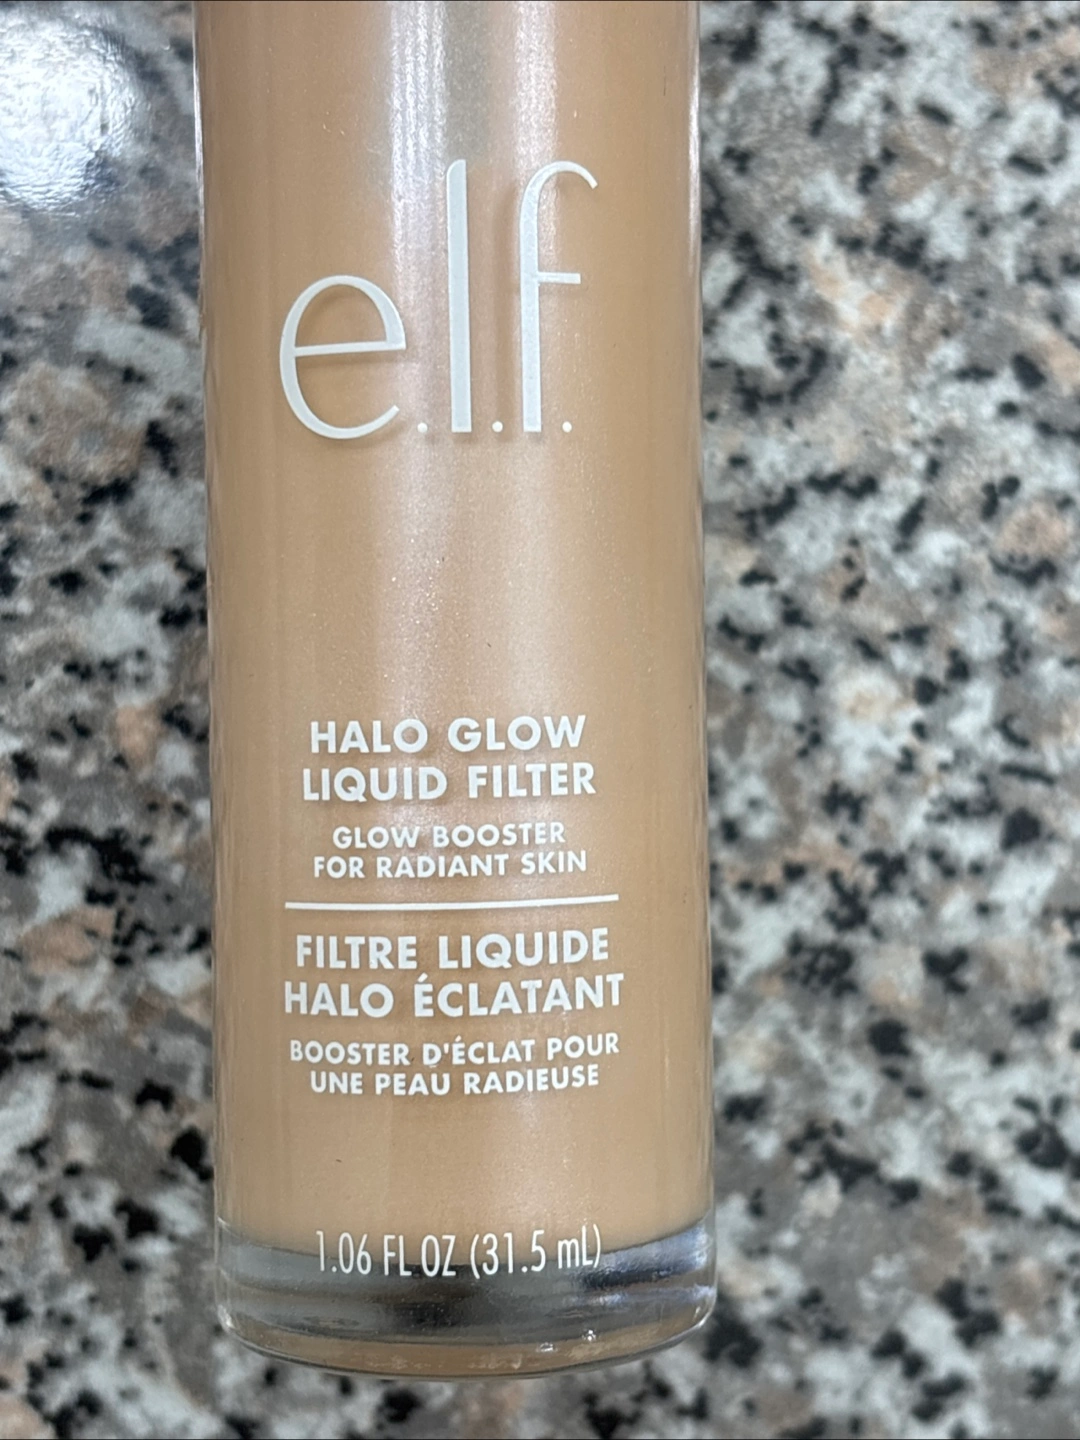 e.l.f.
HALO GLOW
LIQUID FILTER
GLOW BOOSTER
FOR RADIANT SKIN
FILTRE LIQUIDE
HALO ÉCLATANT
BOOSTER D'ÉCLAT POUR
UNE PEAU RADIEUSE
1.06 FL OZ (31.5 mL)